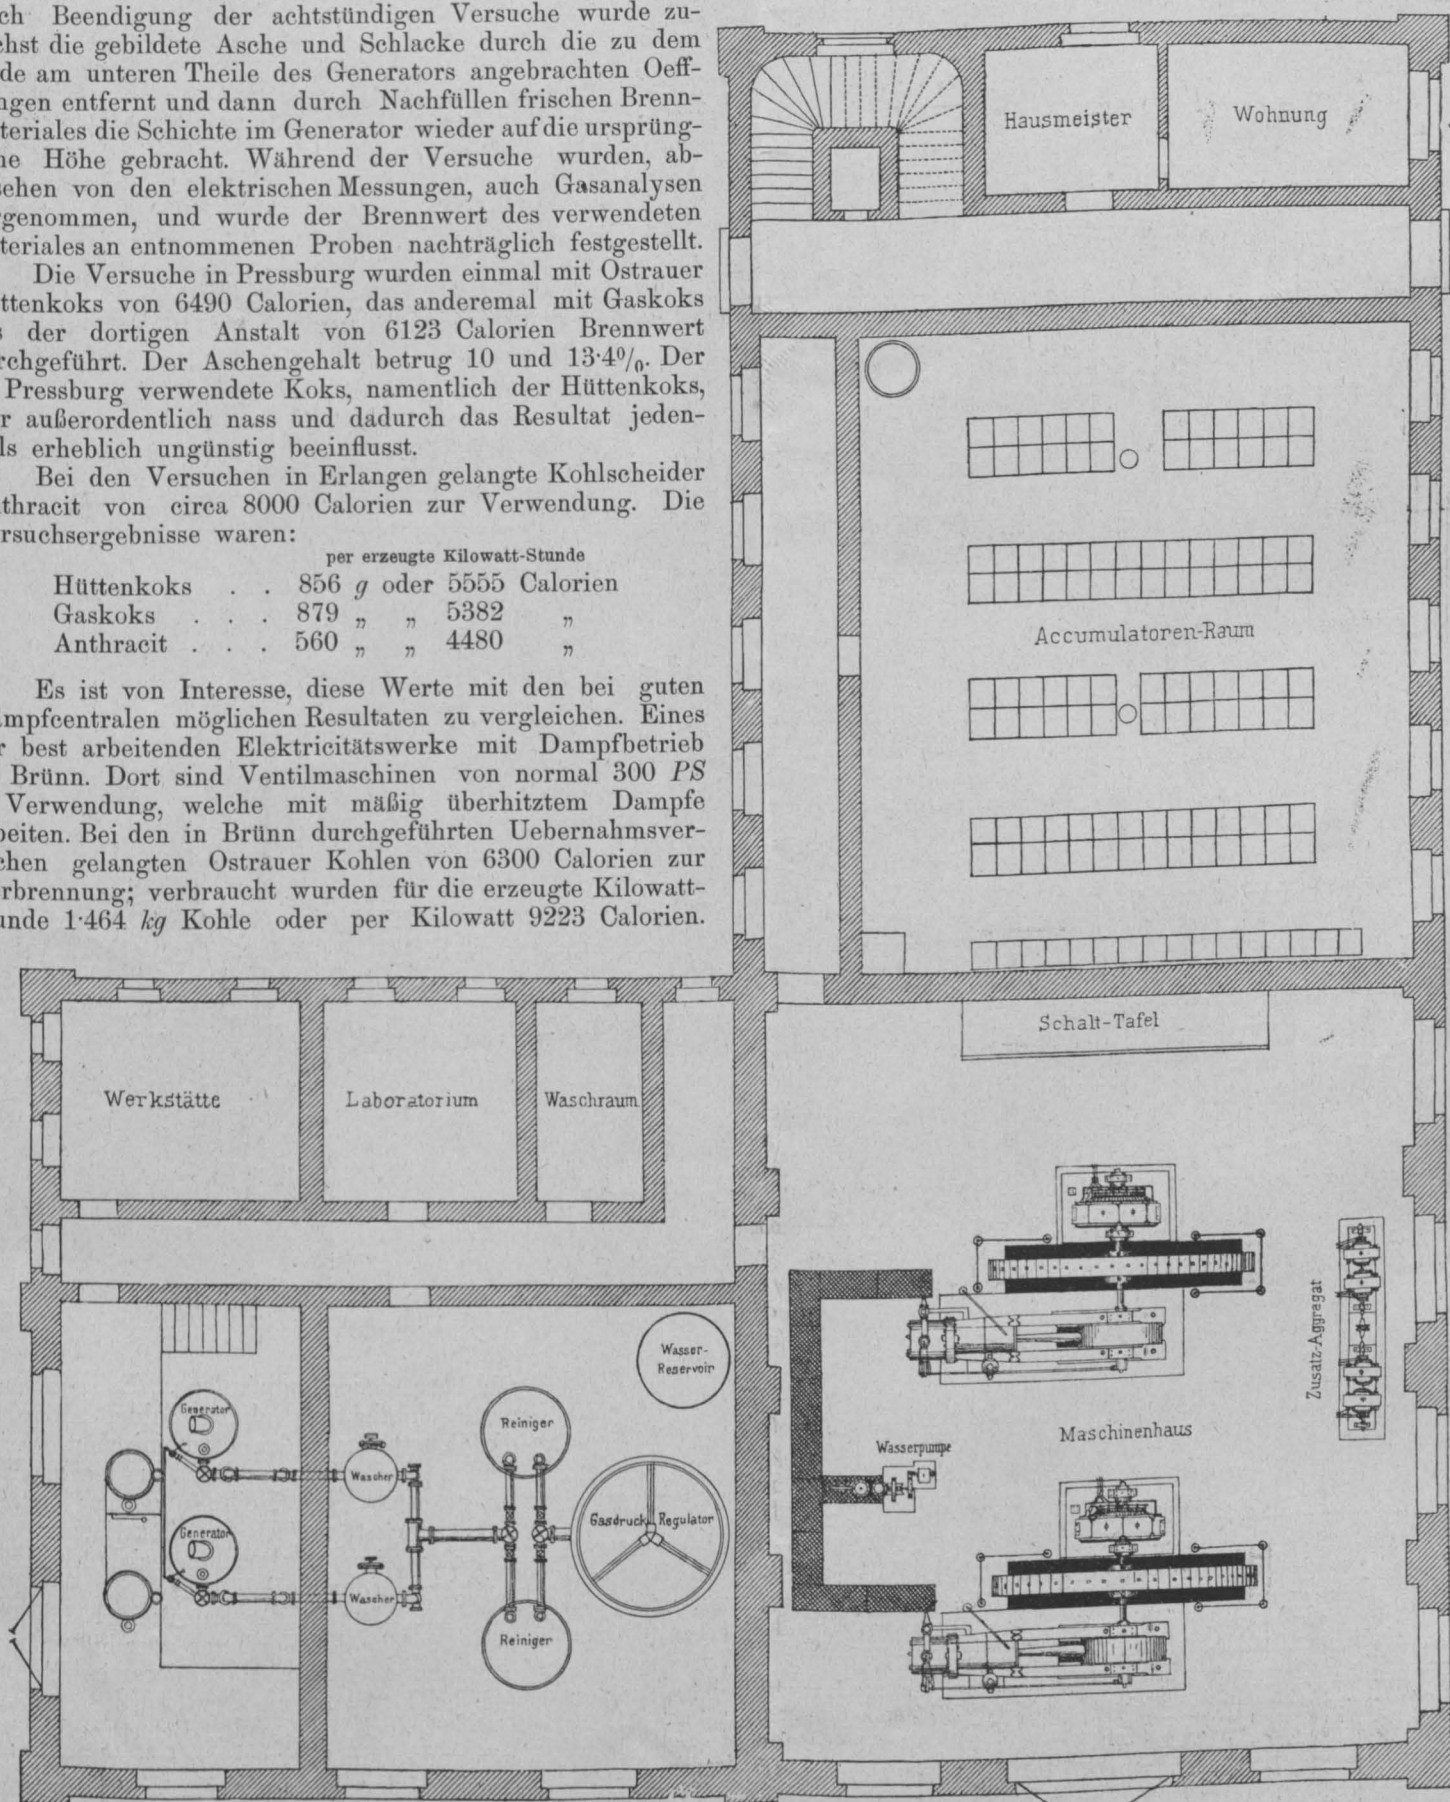 ch Beendigung der achtstündigen Versuche wurde zu-
chst die gebildete Asche und Schlacke durch die zu dem
de am unteren Theile des Generators angebrachten Oeff-
ngen entfernt und dann durch Nachfüllen frischen Brenn-
teriales die Schichte im Generator wieder auf die ursprüng-
he Höhe gebracht. Während der Versuche wurden, ab-
ehen von den elektrischen Messungen, auch Gasanalysen
genommen, und wurde der Brennwert des verwendeten
teriales an entnommenen Proben nachträglich festgestellt.
Die Versuche in Pressburg wurden einmal mit Ostrauer
ttenkoks von 6490 Calorien, das anderemal mit Gaskoks
s der dortigen Anstalt von 6123 Calorien Brennwert
rchgeführt. Der Aschengehalt betrug 10 und 13·4%. Der
Pressburg verwendete Koks, namentlich der Hüttenkoks,
r außerordentlich nass und dadurch das Resultat jeden-
ls erheblich ungünstig beeinflusst.
Bei den Versuchen in Erlangen gelangte Kohlscheider
thracit von circa 8000 Calorien zur Verwendung. Die
rsuchsergebnisse waren:
per erzeugte Kilowatt-Stunde
Hüttenkoks . . 856 g oder 5555 Calorien
Gaskoks . . . 879 „ „ 5382 „
Anthracit . . . 560 „ „ 4480 „
Es ist von Interesse, diese Werte mit den bei guten
mpfcentralen möglichen Resultaten zu vergleichen. Eines
r best arbeitenden Elektricitätswerke mit Dampfbetrieb
Brünn. Dort sind Ventilmaschinen von normal 300 PS
Verwendung, welche mit mäßig überhitztem Dampfe
beiten. Bei den in Brünn durchgeführten Uebernahmsver-
chen gelangten Ostrauer Kohlen von 6300 Calorien zur
rbrennung; verbraucht wurden für die erzeugte Kilowatt-
unde 1·464 kg Kohle oder per Kilowatt 9223 Calorien.
Hausmeister
Wohnung
Accumulatoren-Raum
Schalt-Tafel
Werkstätte
Laboratorium
Waschraum
Wasser-
Reservoir
Zusatz-Aggregat
Generator
Reiniger
Maschinenhaus
Wasserpumpe
Wascher
Gasdruck Regulator
Generator
Wascher
Reiniger